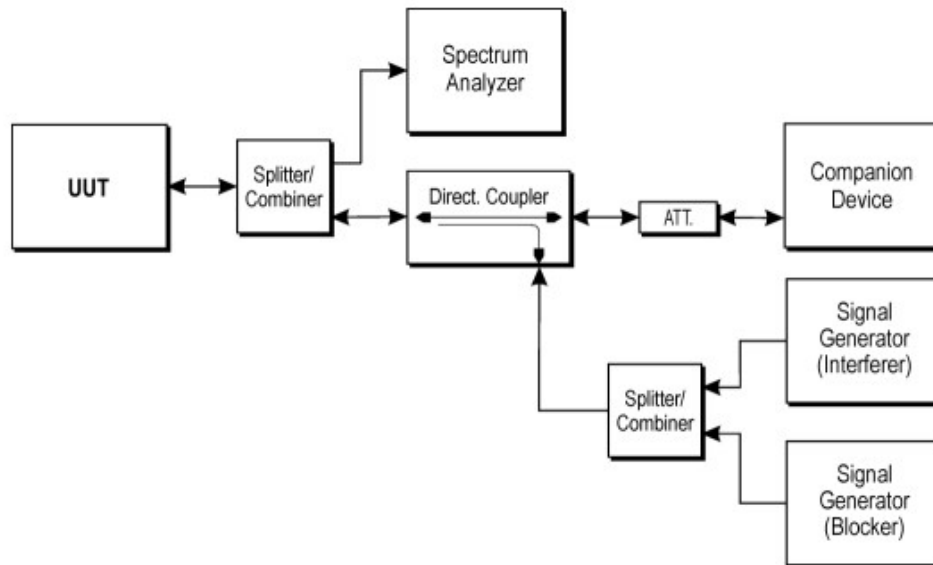 Spectrum
Analyzer
UUT
Splitter/
Combiner
Direct. Coupler
ATT.
Companion
Device
Signal
Generator
(Interferer)
Splitter/
Combiner
Signal
Generator
(Blocker)